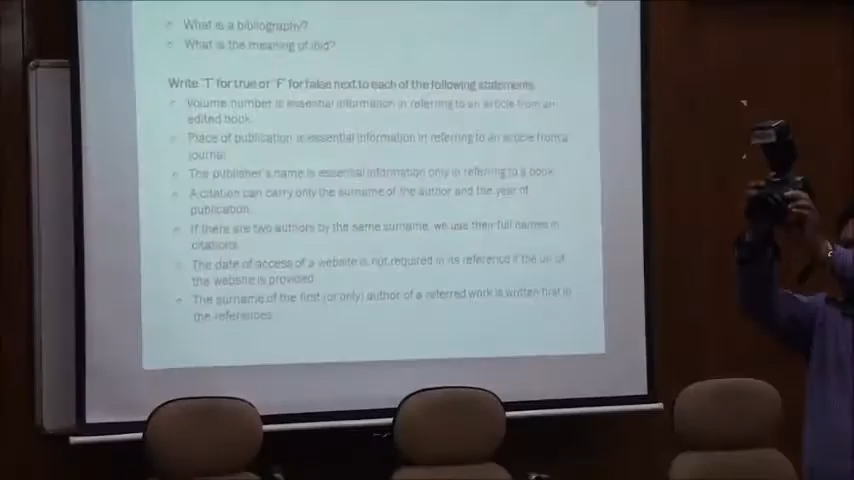 What is a bibliography?
What is the meaning of ibid?
Write 'T' for true or 'F' for false next to each of the following statements.
Volume number is essential information in referring to an article from an
edited book.
Place of publication is essential information in referring to an article from a
journal.
The publisher's name is essential information only in referring to a book.
A citation can carry only the surname of the author and the year of
publication.
If there are two authors by the same surname, we use their full names in
citations.
The date of access of a website is not required in its reference if the url of
the website is provided.
The surname of the first (or only) author of a referred work is written first in
the references.